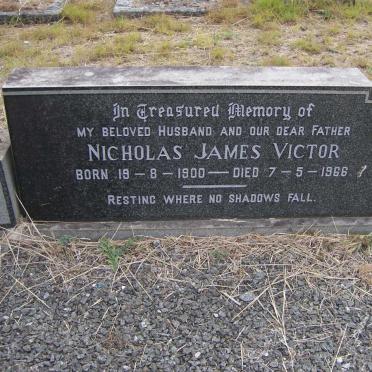 In Treasured Memory of
MY BELOVED HUSBAND AND OUR DEAR FATHER
NICHOLAS JAMES VICTOR
BORN 19-8-1900 — DIED 7-5-1966
RESTING WHERE NO SHADOWS FALL.